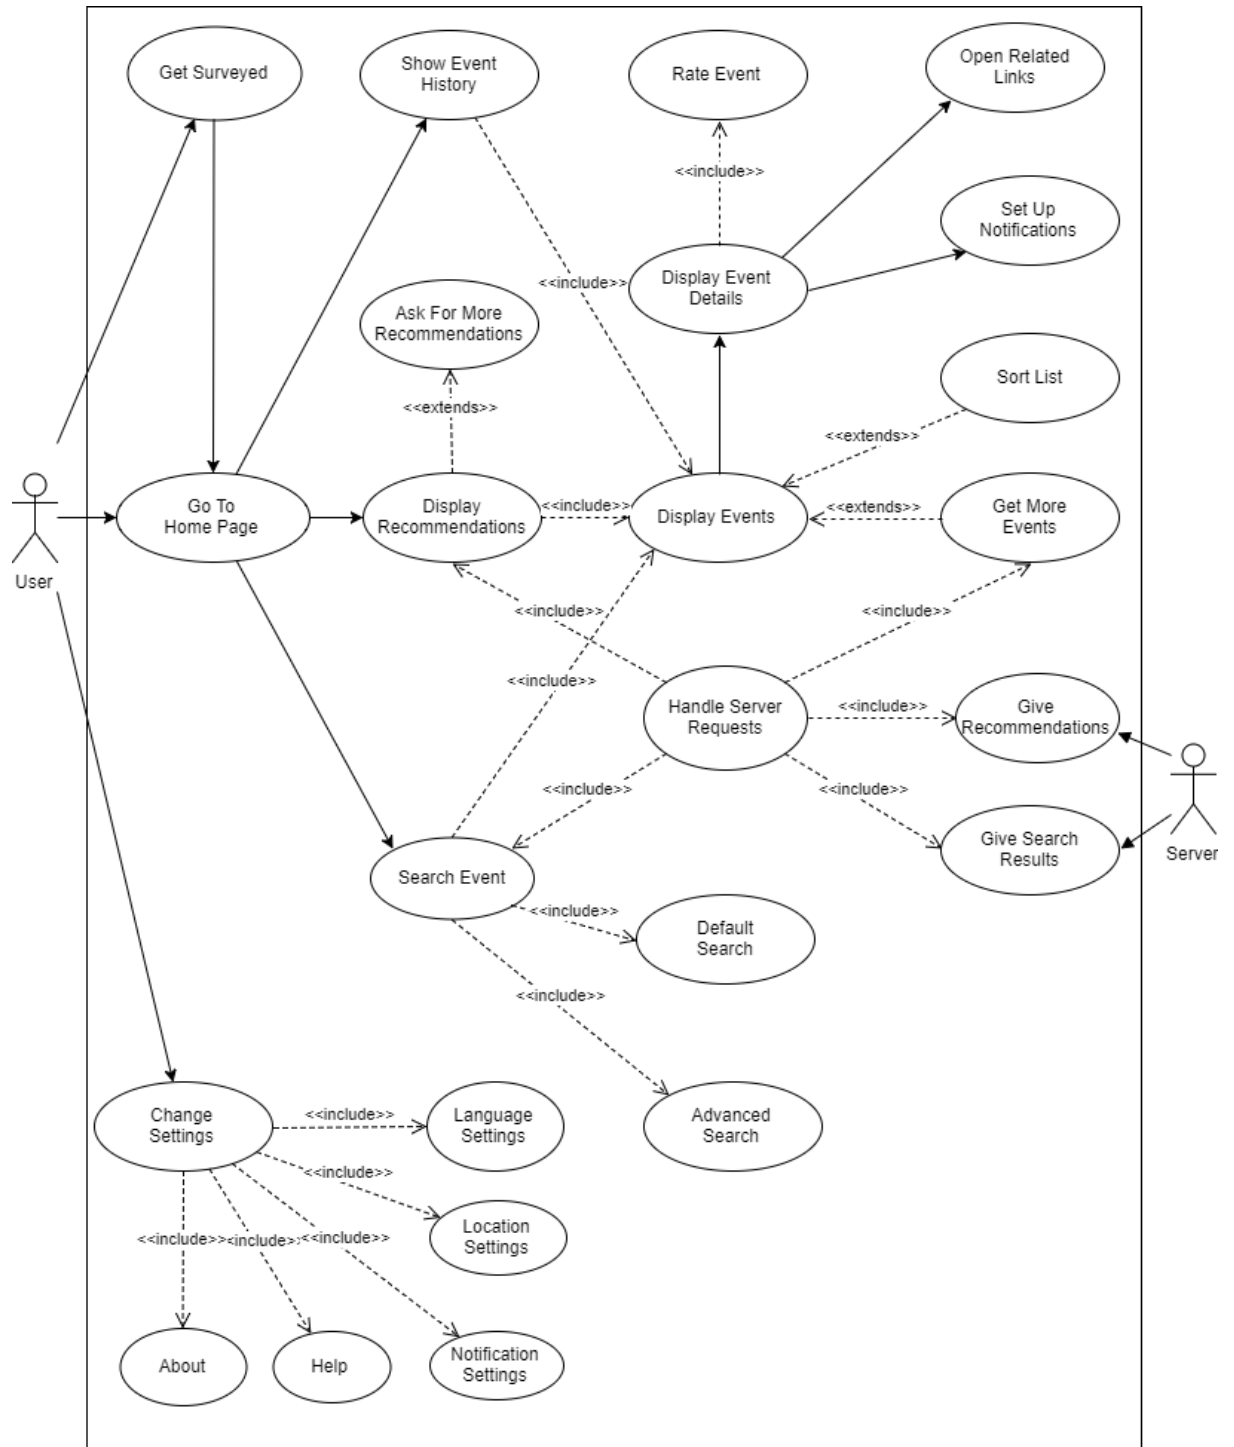 Get Surveyed
Show Event
History
Rate Event
Open Related
Links
<<include>>
Set Up
Notifications
Display Event
Details
<<include>>
Ask For More
Recommendations
Sort List
<<extends>>
<<extends>>
Go To
Home Page
Display
Recommendations
<<include>>
Display Events
<<extends>>
Get More
Events
User
<<include>>
<<include>>
<<include>>
Handle Server
Requests
<<include>>
Give
Recommendations
<<include>>
<<include>>
Give Search
Results
Server
Search Event
<<include>>
Default
Search
<<include>>
Change
Settings
<<include>>
Language
Settings
Advanced
Search
<<include>>
Location
Settings
<<include>>
<<include>>
<<include>>
About
Help
Notification
Settings